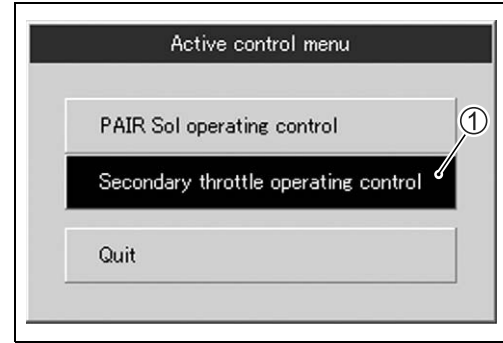 Active control menu
PAIR Sol operating control
①
Secondary throttle operating control
Quit